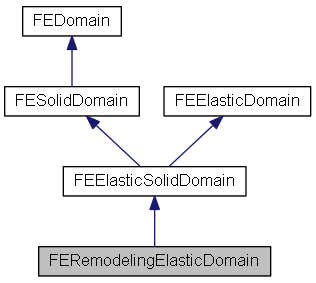 FEDomain
FESolidDomain
FEElasticDomain
FEElasticSolidDomain
FERemodelingElasticDomain